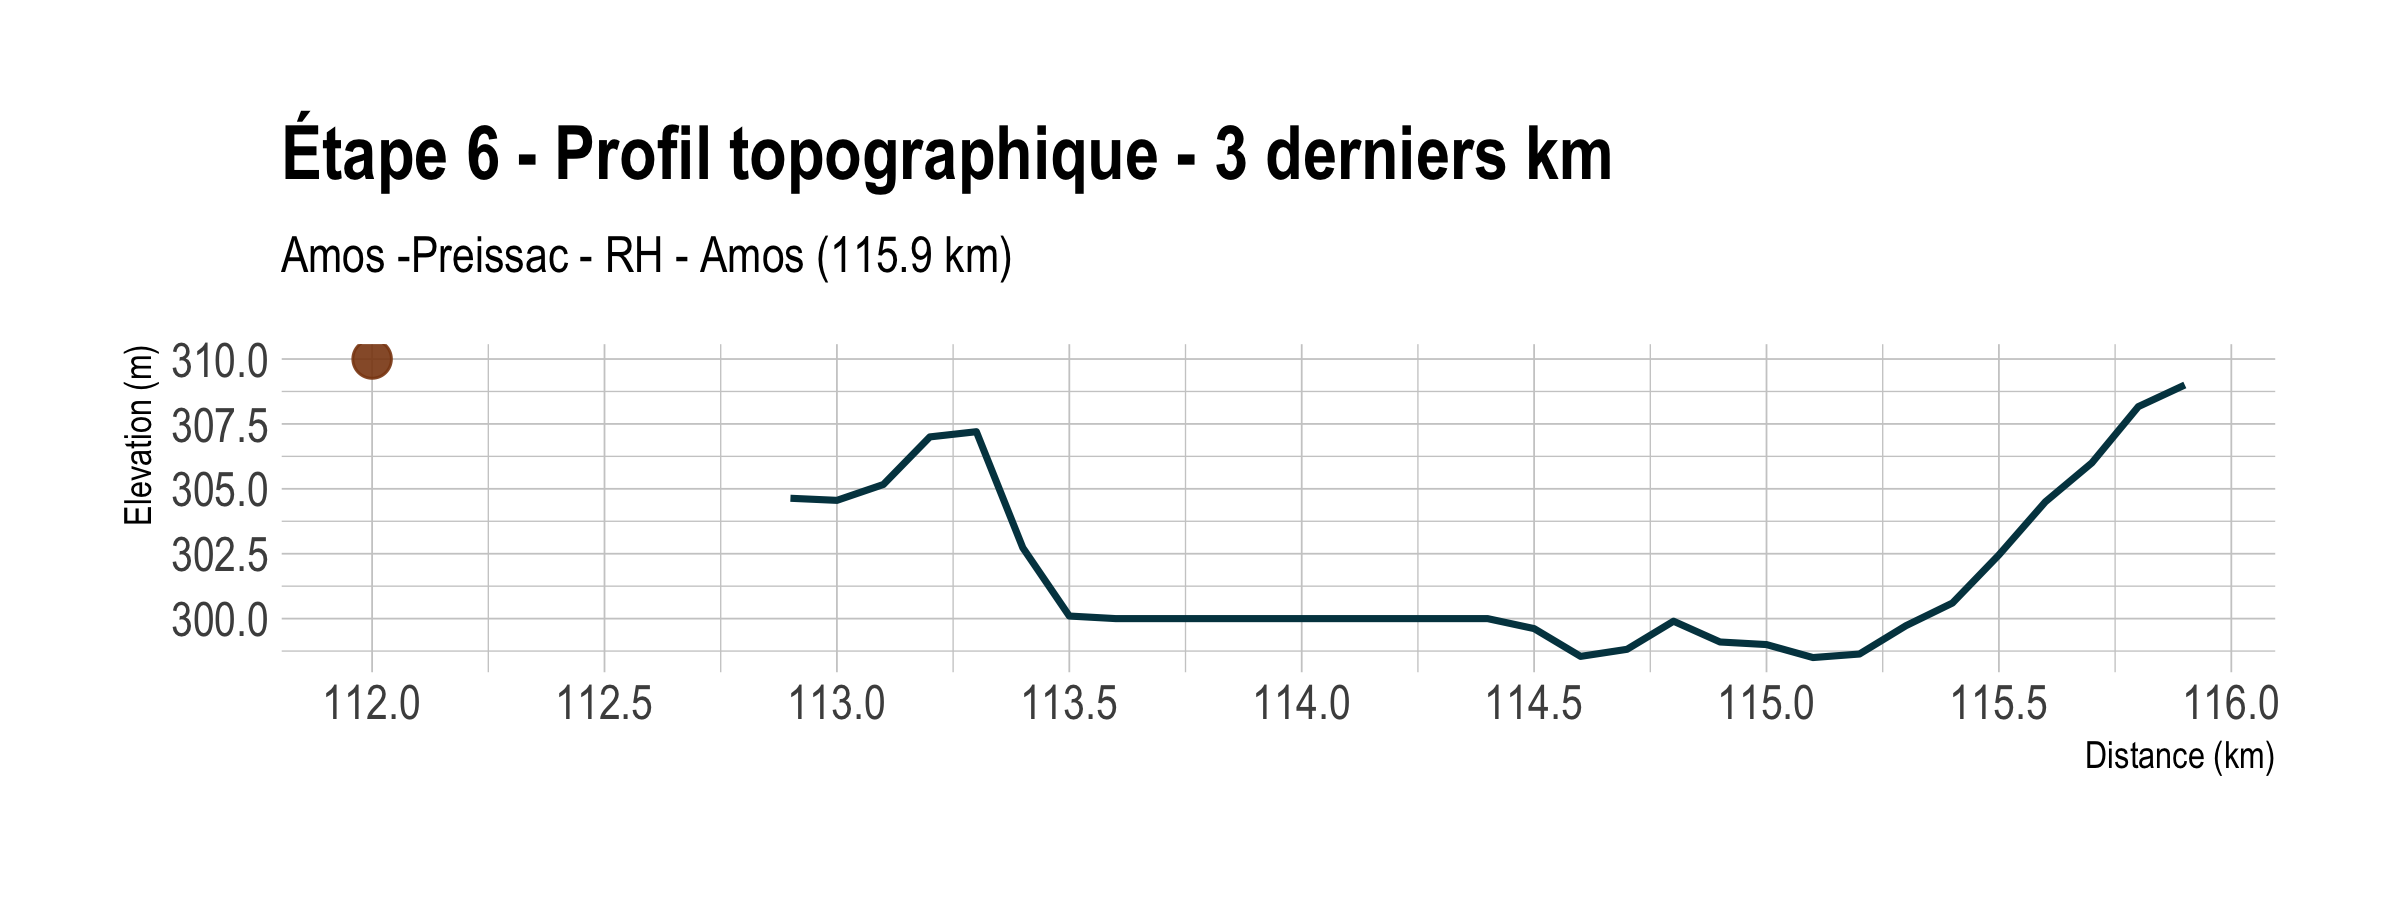 Étape 6 - Profil topographique - 3 derniers km
Amos -Preissac - RH - Amos (115.9 km)
Elevation (m)
310.0
307.5
305.0
302.5
300.0
112.0 112.5 113.0 113.5 114.0 114.5 115.0 115.5 116.0
Distance (km)